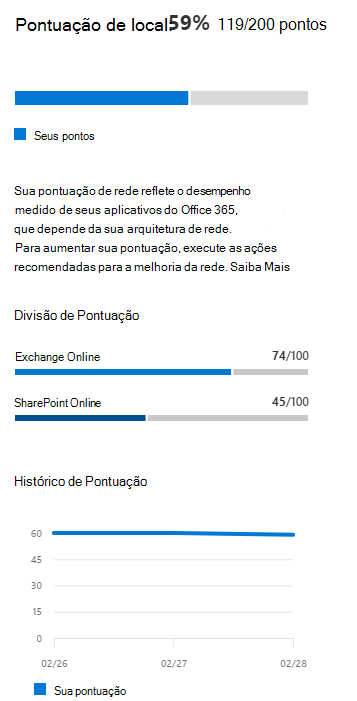 Pontuação de local 59% 119/200 pontos
Seus pontos
Sua pontuação de rede reflete o desempenho
medido de seus aplicativos do Office 365,
que depende da sua arquitetura de rede.
Para aumentar sua pontuação, execute as ações
recomendadas para a melhoria da rede. Saiba Mais
Divisão de Pontuação
Exchange Online 74/100
SharePoint Online 45/100
Histórico de Pontuação
60
45
30
15
0
02/26 02/27 02/28
Sua pontuação